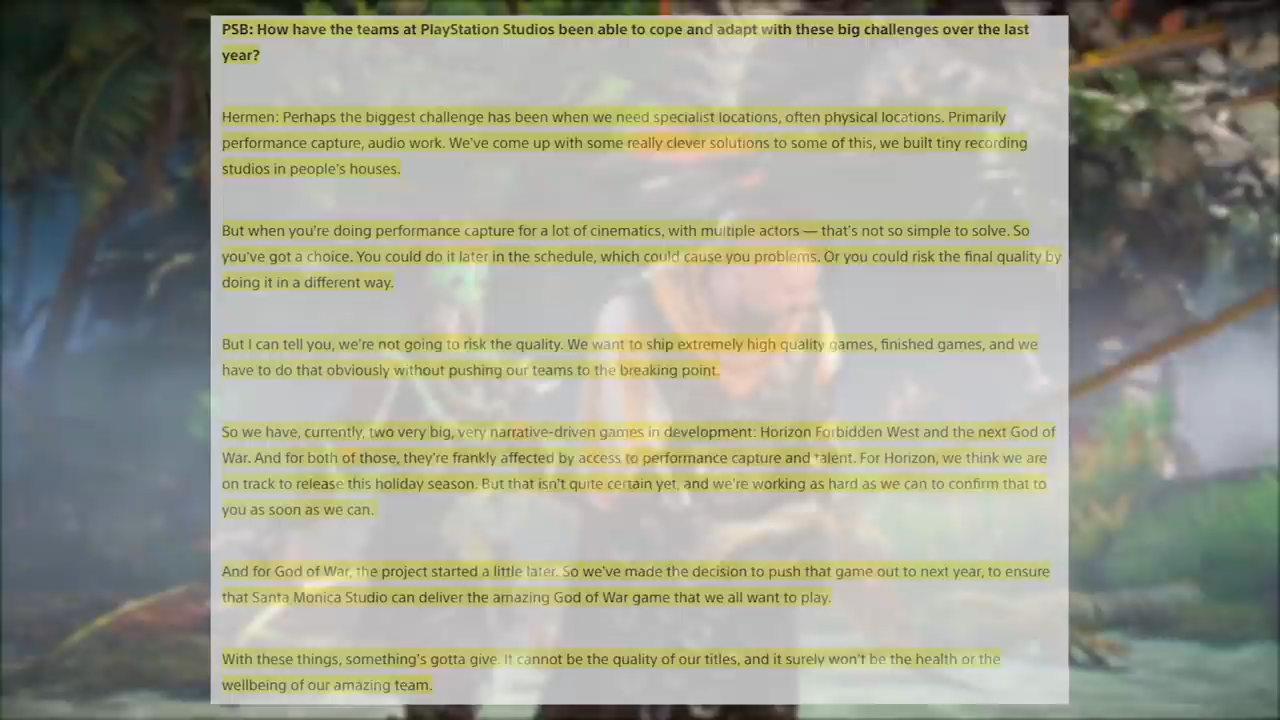 PSB: How have the teams at PlayStation Studios been able to cope and adapt with these big challenges over the last
year?
Hermen: Perhaps the biggest challenge has been when we need specialist locations, often physical locations. Primarily
performance capture, audio work. We've come up with some really clever solutions to some of this, we built tiny recording
studios in people's houses.
But when you're doing performance capture for a lot of cinematics, with multiple actors — that's not so simple to solve. So
you've got a choice. You could do it later in the schedule, which could cause you problems. Or you could risk the final quality by
doing it in a different way.
But I can tell you, we're not going to risk the quality. We want to ship extremely high quality games, finished games, and we
have to do that obviously without pushing our teams to the breaking point.
So we have, currently, two very big, very narrative-driven games in development: Horizon Forbidden West and the next God of
War. And for both of those, they're frankly affected by access to performance capture and talent. For Horizon, we think we are
on track to release this holiday season. But that isn't quite certain yet, and we're working as hard as we can to confirm that to
you as soon as we can.
And for God of War, the project started a little later. So we've made the decision to push that game out to next year, to ensure
that Santa Monica Studio can deliver the amazing God of War game that we all want to play.
With these things, something's gotta give. It cannot be the quality of our titles, and it surely won't be the health or the
wellbeing of our amazing team.